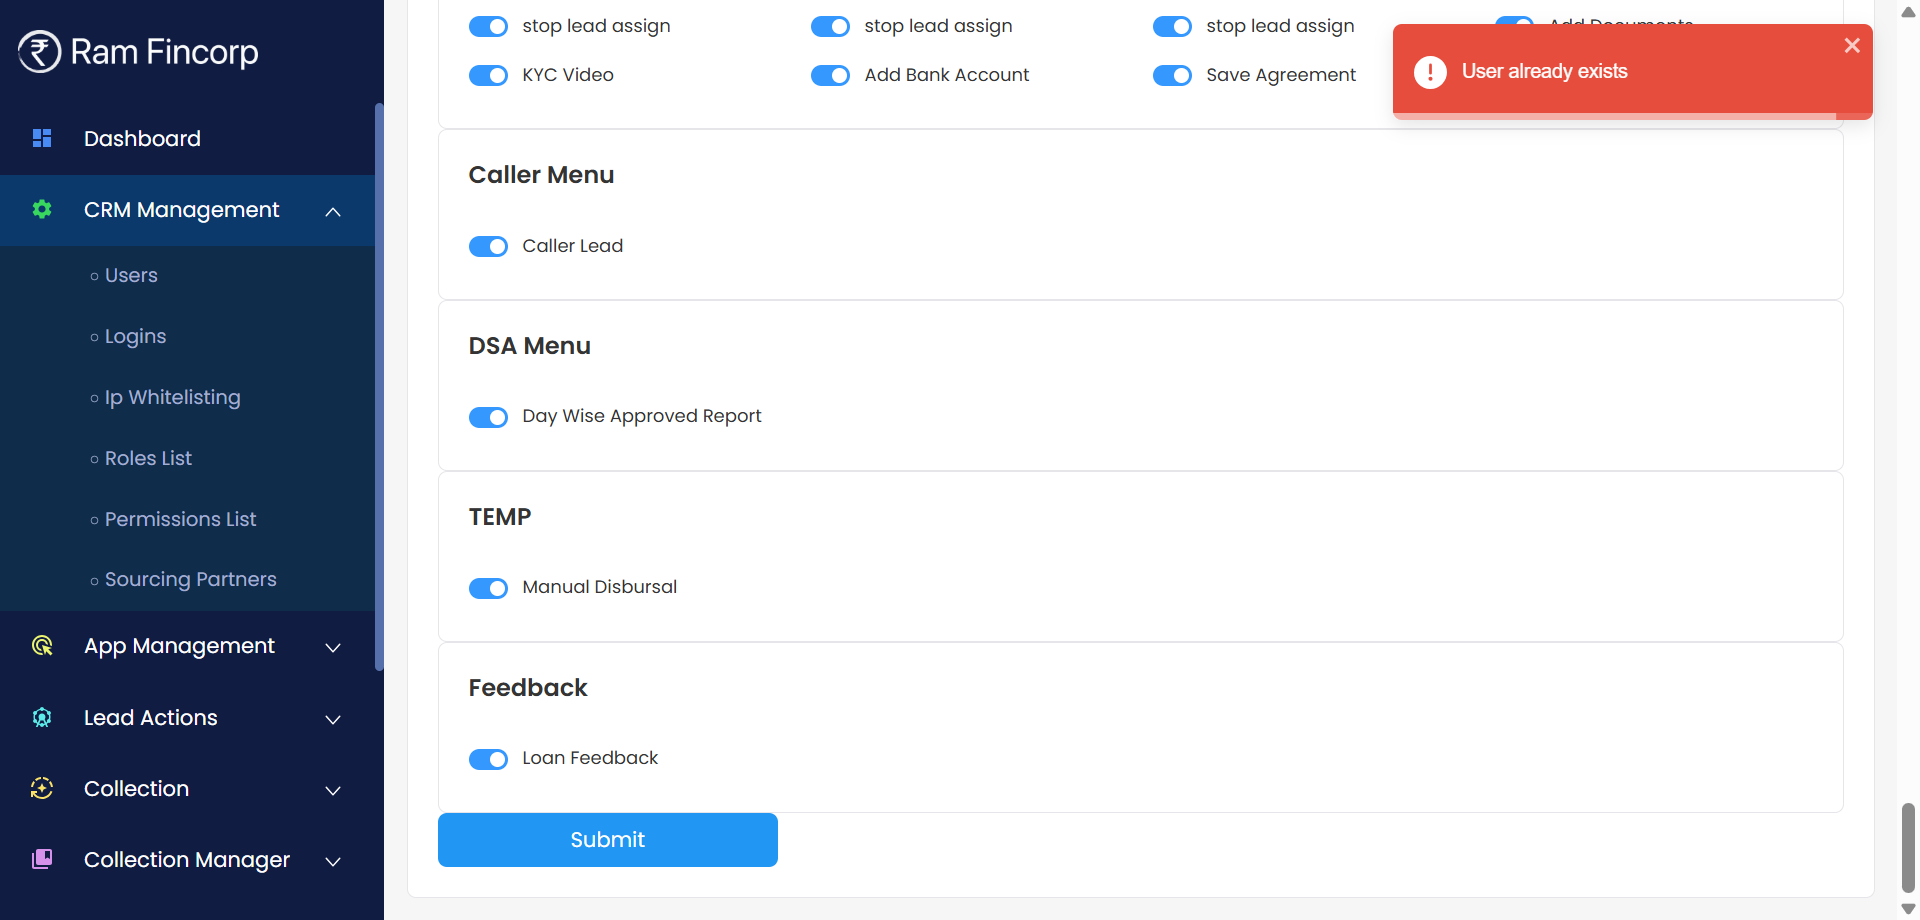 Ram Fincorp
Dashboard
CRM Management
Users
Logins
Ip Whitelisting
Roles List
Permissions List
Sourcing Partners
App Management
Lead Actions
Collection
Collection Manager
stop lead assign
stop lead assign
stop lead assign
Add Documents
KYC Video
Add Bank Account
Save Agreement
User already exists
Caller Menu
Caller Lead
DSA Menu
Day Wise Approved Report
TEMP
Manual Disbursal
Feedback
Loan Feedback
Submit